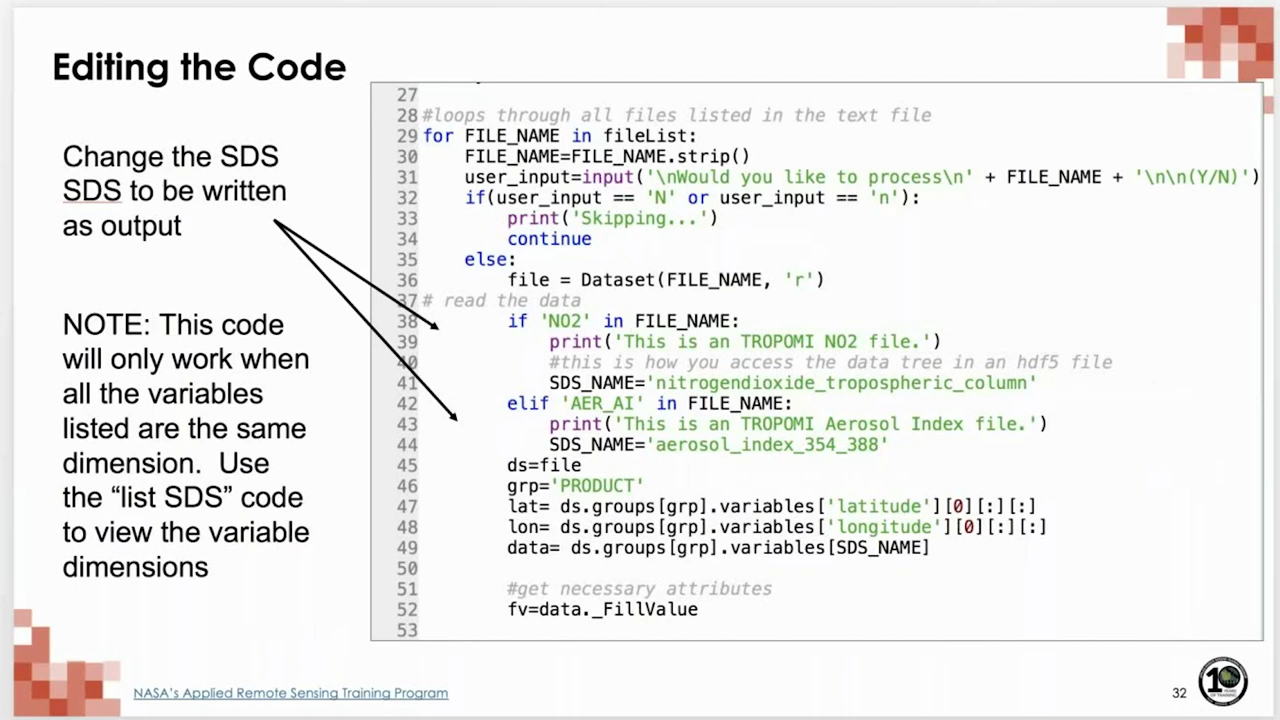 Editing the Code
Change the SDS
SDS to be written
as output
NOTE: This code
will only work when
all the variables
listed are the same
dimension. Use
the “list SDS” code
to view the variable
dimensions
27
28 #loops through all files listed in the text file
29 for FILE_NAME in fileList:
30 FILE_NAME=FILE_NAME.strip()
31 user_input=input('\nWould you like to process\n' + FILE_NAME + '\n\n(Y/N)')
32 if(user_input == 'N' or user_input == 'n'):
33 print('Skipping...')
34 continue
35 else:
36 file = Dataset(FILE_NAME, 'r')
37 # read the data
38 if 'NO2' in FILE_NAME:
39 print('This is an TROPOMI NO2 file.')
40 #this is how you access the data tree in an hdf5 file
41 SDS_NAME='nitrogendioxide_tropospheric_column'
42 elif 'AER_AI' in FILE_NAME:
43 print('This is an TROPOMI Aerosol Index file.')
44 SDS_NAME='aerosol_index_354_388'
45 ds=file
46 grp='PRODUCT'
47 lat= ds.groups[grp].variables['latitude'][0][:][:]
48 lon= ds.groups[grp].variables['longitude'][0][:][:]
49 data= ds.groups[grp].variables[SDS_NAME]
50
51 #get necessary attributes
52 fv=data._FillValue
53
NASA's Applied Remote Sensing Training Program
32
10